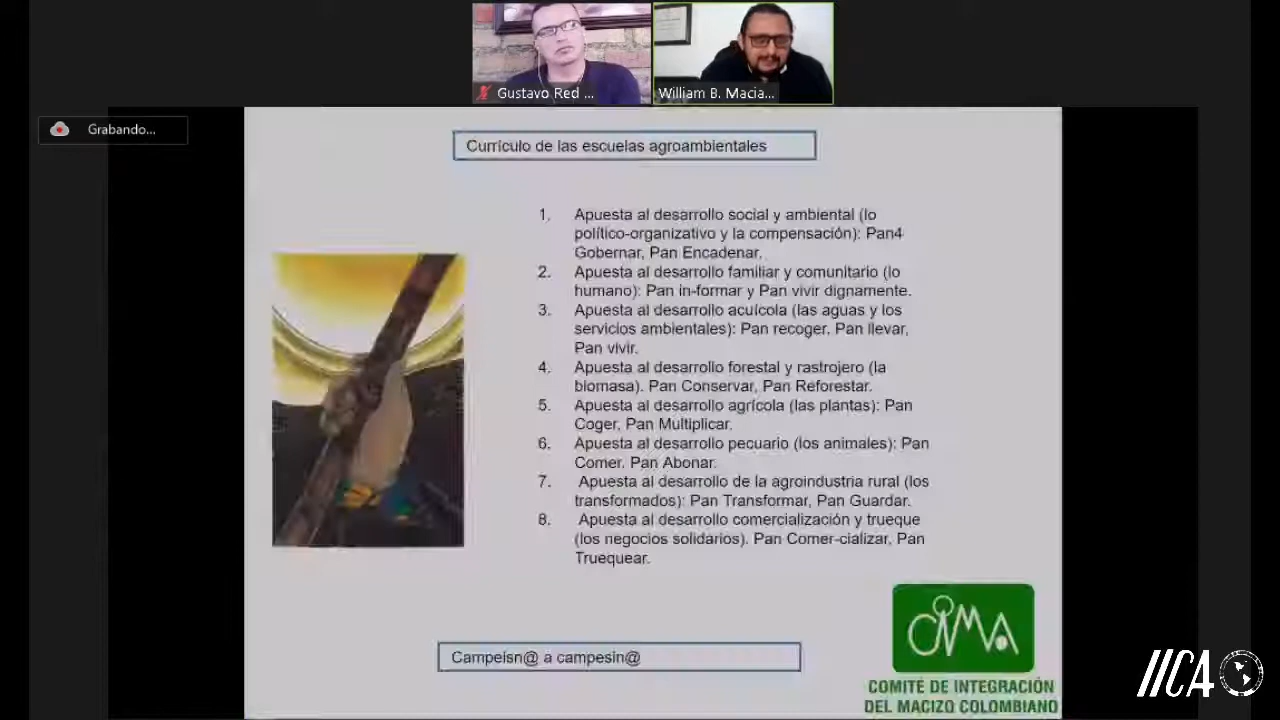 Gustavo Red ...
William B. Macia...
Grabando...
Currículo de las escuelas agroambientales
1. Apuesta al desarrollo social y ambiental (lo
político-organizativo y la compensación): Pan4
Gobernar, Pan Encadenar.
2. Apuesta al desarrollo familiar y comunitario (lo
humano): Pan in-formar y Pan vivir dignamente.
3. Apuesta al desarrollo acuícola (las aguas y los
servicios ambientales): Pan recoger, Pan llevar,
Pan vivir.
4. Apuesta al desarrollo forestal y rastrojero (la
biomasa). Pan Conservar, Pan Reforestar.
5. Apuesta al desarrollo agrícola (las plantas): Pan
Coger, Pan Multiplicar.
6. Apuesta al desarrollo pecuario (los animales): Pan
Comer. Pan Abonar.
7. Apuesta al desarrollo de la agroindustria rural (los
transformados): Pan Transformar, Pan Guardar.
8. Apuesta al desarrollo comercialización y trueque
(los negocios solidarios). Pan Comer-cializar, Pan
Truequear.
Campeisn@ a campesin@
CIMA
COMITÉ DE INTEGRACIÓN
DEL MACIZO COLOMBIANO
IICA